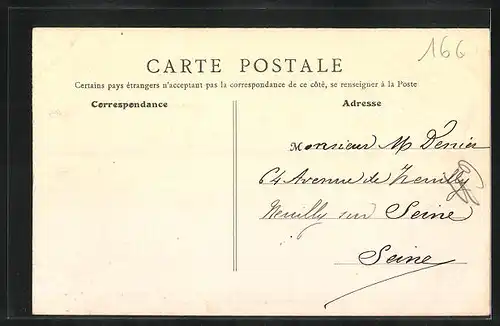 166
CARTE POSTALE
Certains pays étrangers n'acceptent pas la correspondance de ce côté, se renseigner à la Poste
Correspondance
Adresse
Monsieur M Denier
64 Avenue de Neuilly
Neuilly sur Seine
Seine